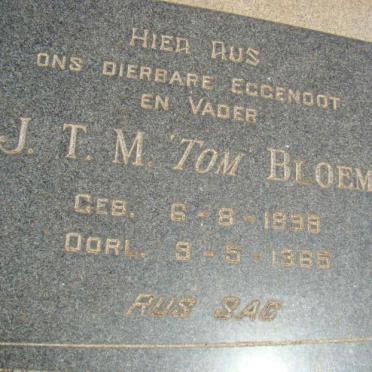 HIER RUS
ONS DIERBARE EGGENOOT
EN VADER
J. T. M. 'TOM' BLOEM
GEB. 6-8-1898
OORL. 9-5-1965
RUS SAG